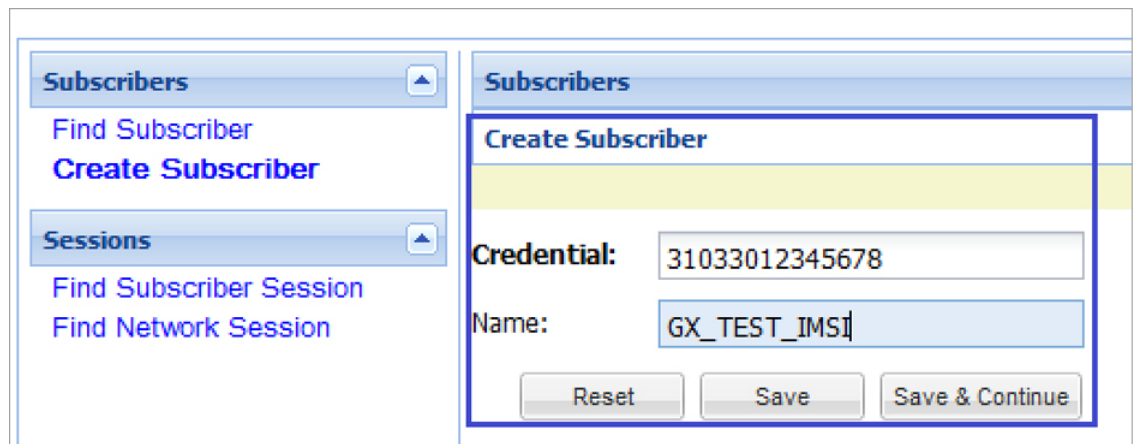 Subscribers
Find Subscriber
Create Subscriber
Sessions
Find Subscriber Session
Find Network Session
Subscribers
Create Subscriber
Credential: 31033012345678
Name: GX_TEST_IMSI
Reset Save Save & Continue